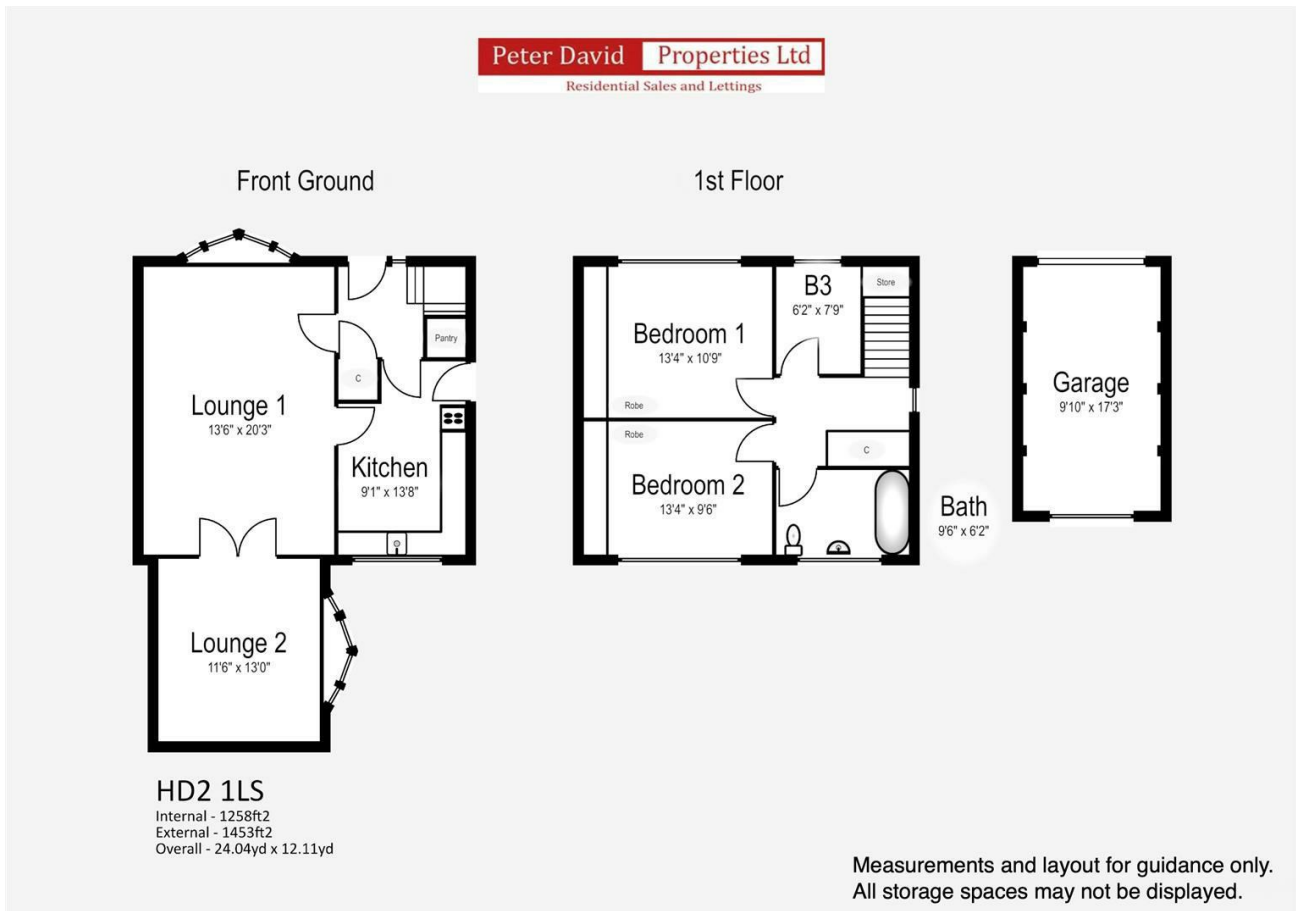 Peter David Properties Ltd
Residential Sales and Lettings
Front Ground
1st Floor
Lounge 1
13'6" x 20'3"
Pantry
C
Kitchen
9'1" x 13'8"
Lounge 2
11'6" x 13'0"
Bedroom 1
13'4" x 10'9"
Robe
B3
6'2" x 7'9"
Store
Robe
Bedroom 2
13'4" x 9'6"
C
Bath
9'6" x 6'2"
Garage
9'10" x 17'3"
HD2 1LS
Internal - 1258ft2
External - 1453ft2
Overall - 24.04yd x 12.11yd
Measurements and layout for guidance only.
All storage spaces may not be displayed.